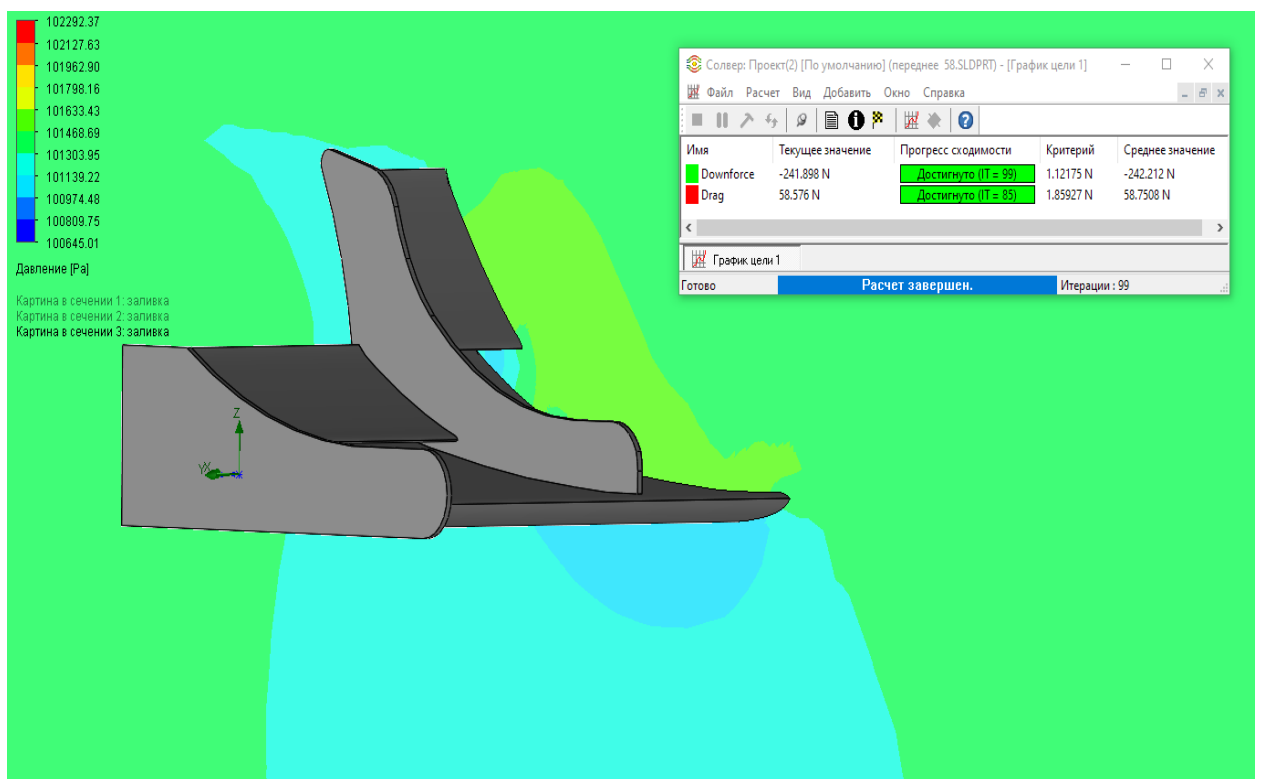 102292.37
102127.63
101962.90
101798.16
101633.43
101468.69
101303.95
101139.22
100974.48
100809.75
100645.01
Давление [Pa]
Картина в сечении 1: заливка
Картина в сечении 2: заливка
Картина в сечении 3: заливка
Z
Солвер: Проект(2) [По умолчанию] (переднее 58.SLDPRT) - [График цели 1]
Файл Расчет Вид Добавить Окно Справка
Имя Текущее значение Прогресс сходимости Критерий Среднее значение
Downforce -241.898 N Достигнуто (IT = 99) 1.12175 N -242.212 N
Drag 58.576 N Достигнуто (IT = 85) 1.85927 N 58.7508 N
График цели 1
Готово Расчет завершен. Итерации : 99